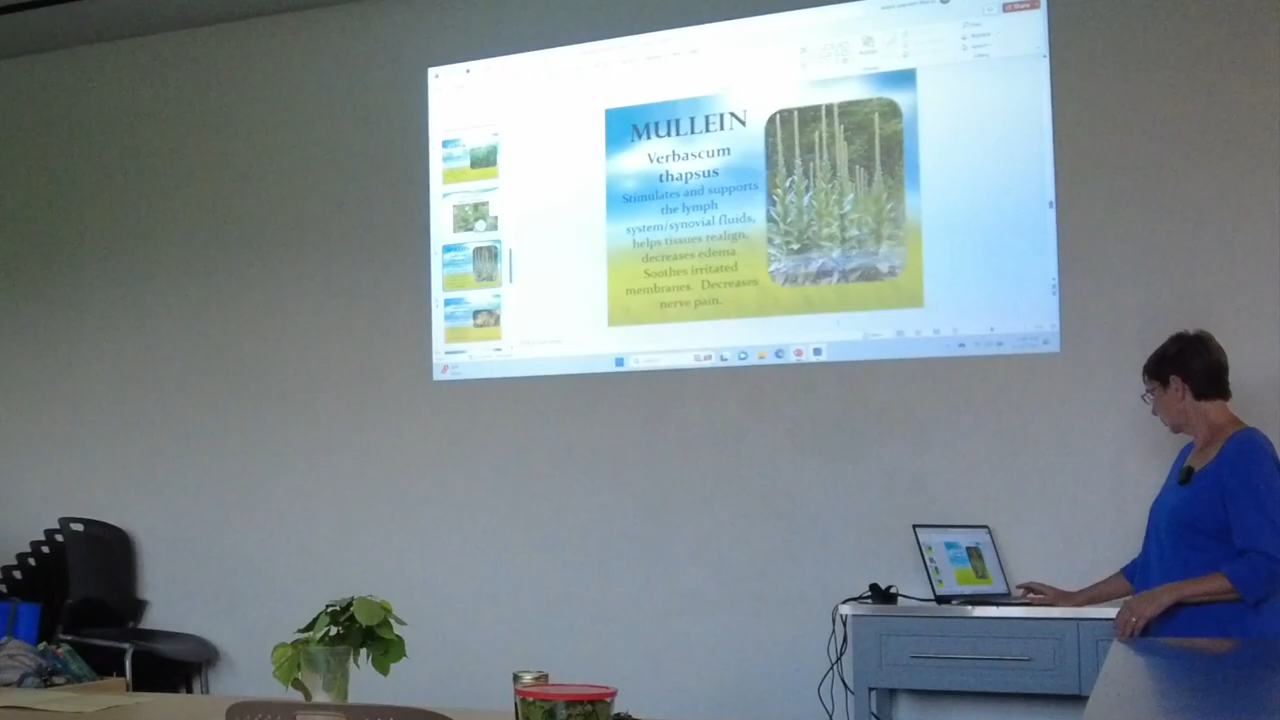 Share
MULLEIN
Verbascum
thapsus
Stimulates and supports
the lymph
system/synovial fluids,
helps tissues realign,
decreases edema.
Soothes irritated
membranes. Decreases
nerve pain.